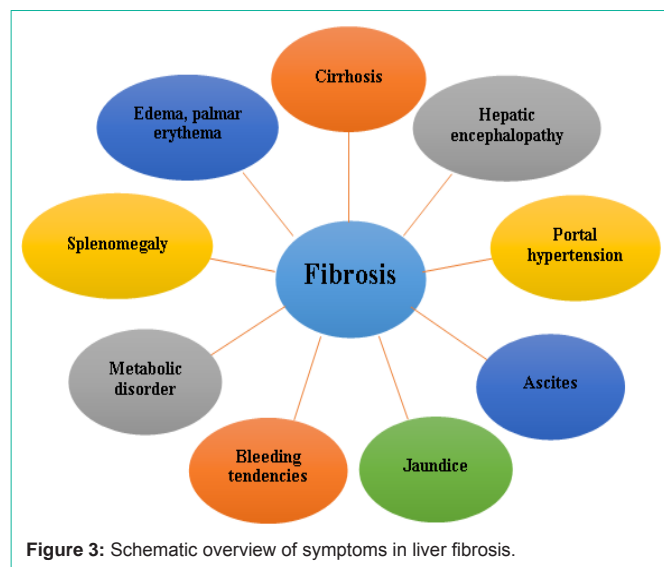 Cirrhosis
Hepatic
encephalopathy
Portal
hypertension
Ascites
Jaundice
Bleeding
tendencies
Metabolic
disorder
Splenomegaly
Edema, palmar
erythema
Fibrosis
Figure 3: Schematic overview of symptoms in liver fibrosis.